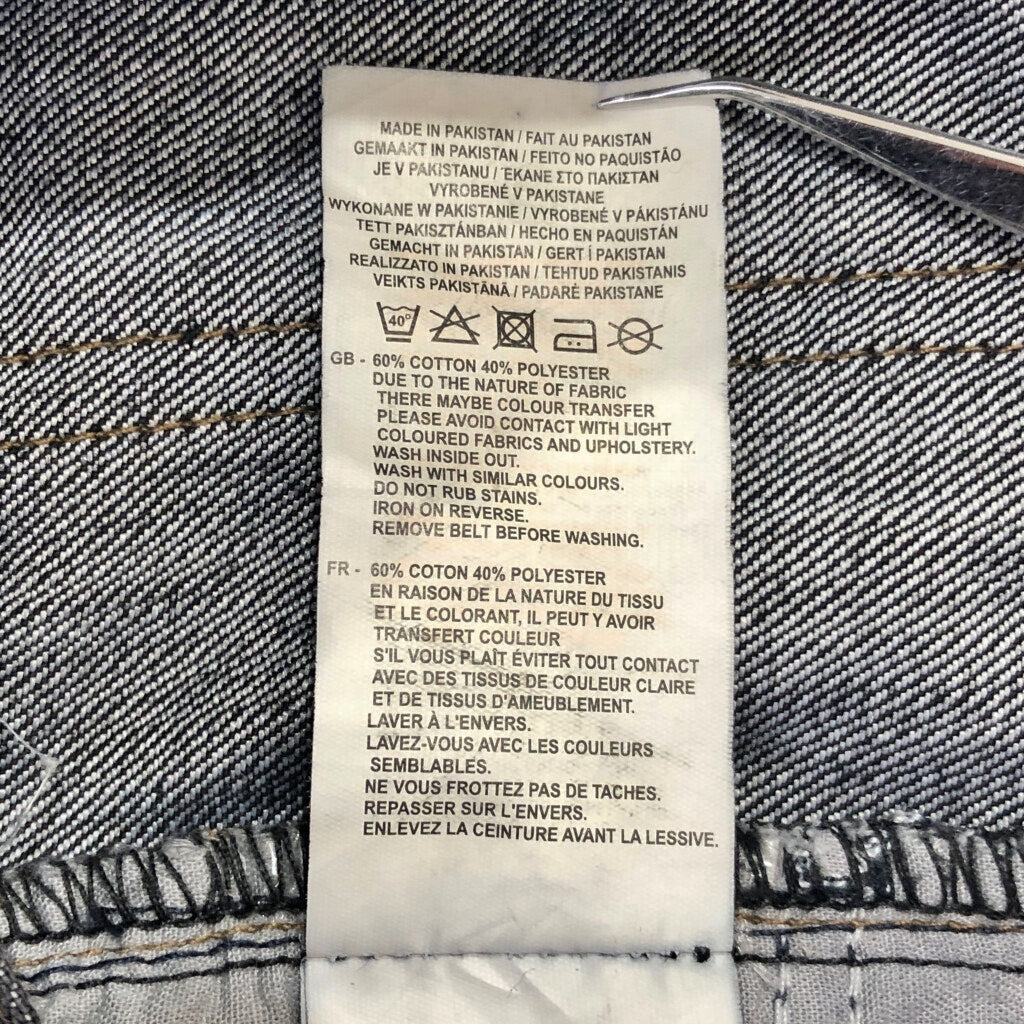 MADE IN PAKISTAN / FAIT AU PAKISTAN
GEMAAKT IN PAKISTAN / FEITO NO PAQUISTÃO
JE V PAKISTANU / ΈΚΑΝΕ ΣΤΟ ΠΑΚΙΣΤΑΝ
VYROBENÉ V PAKISTANE
WYKONANE W PAKISTANIE / VYROBENÉ V PÁKISTÁNU
TETT PAKISZTÁNBAN / HECHO EN PAQUISTÁN
GEMACHT IN PAKISTAN / GERT Í PAKISTAN
REALIZZATO IN PAKISTAN / TEHTUD PAKISTANIS
VEIKTS PAKISTĀNĀ / PADARĖ PAKISTANE
40°
GB - 60% COTTON 40% POLYESTER
DUE TO THE NATURE OF FABRIC
THERE MAYBE COLOUR TRANSFER
PLEASE AVOID CONTACT WITH LIGHT
COLOURED FABRICS AND UPHOLSTERY.
WASH INSIDE OUT.
WASH WITH SIMILAR COLOURS.
DO NOT RUB STAINS.
IRON ON REVERSE.
REMOVE BELT BEFORE WASHING.
FR - 60% COTON 40% POLYESTER
EN RAISON DE LA NATURE DU TISSU
ET LE COLORANT, IL PEUT Y AVOIR
TRANSFERT COULEUR
S'IL VOUS PLAÎT ÉVITER TOUT CONTACT
AVEC DES TISSUS DE COULEUR CLAIRE
ET DE TISSUS D'AMEUBLEMENT.
LAVER À L'ENVERS.
LAVEZ-VOUS AVEC LES COULEURS
SEMBLABLES.
NE VOUS FROTTEZ PAS DE TACHES.
REPASSER SUR L'ENVERS.
ENLEVEZ LA CEINTURE AVANT LA LESSIVE.